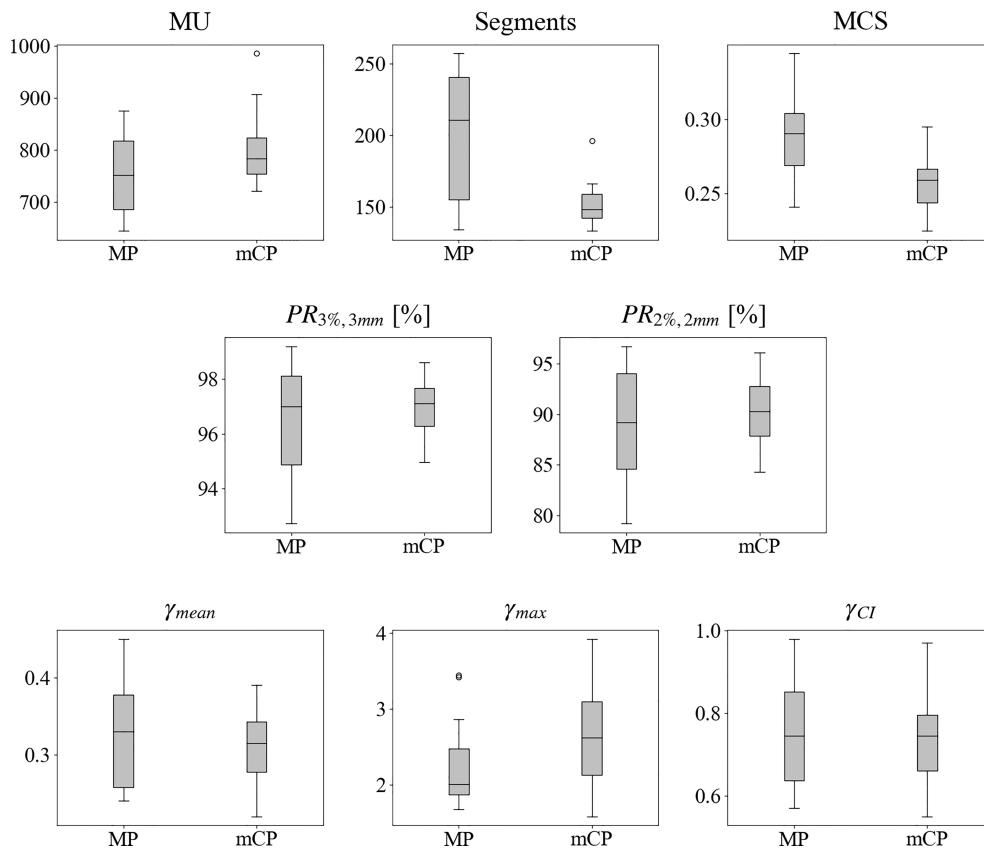 MU Segments MCS
1000
900
800
700
MP mCP
250
200
150
MP mCP
0.30
0.25
MP mCP
PR3%,3mm [%] PR2%,2mm [%]
98
96
94
MP mCP
95
90
85
80
MP mCP
γmean γmax γCI
0.4
0.3
MP mCP
4
3
2
MP mCP
1.0
0.8
0.6
MP mCP